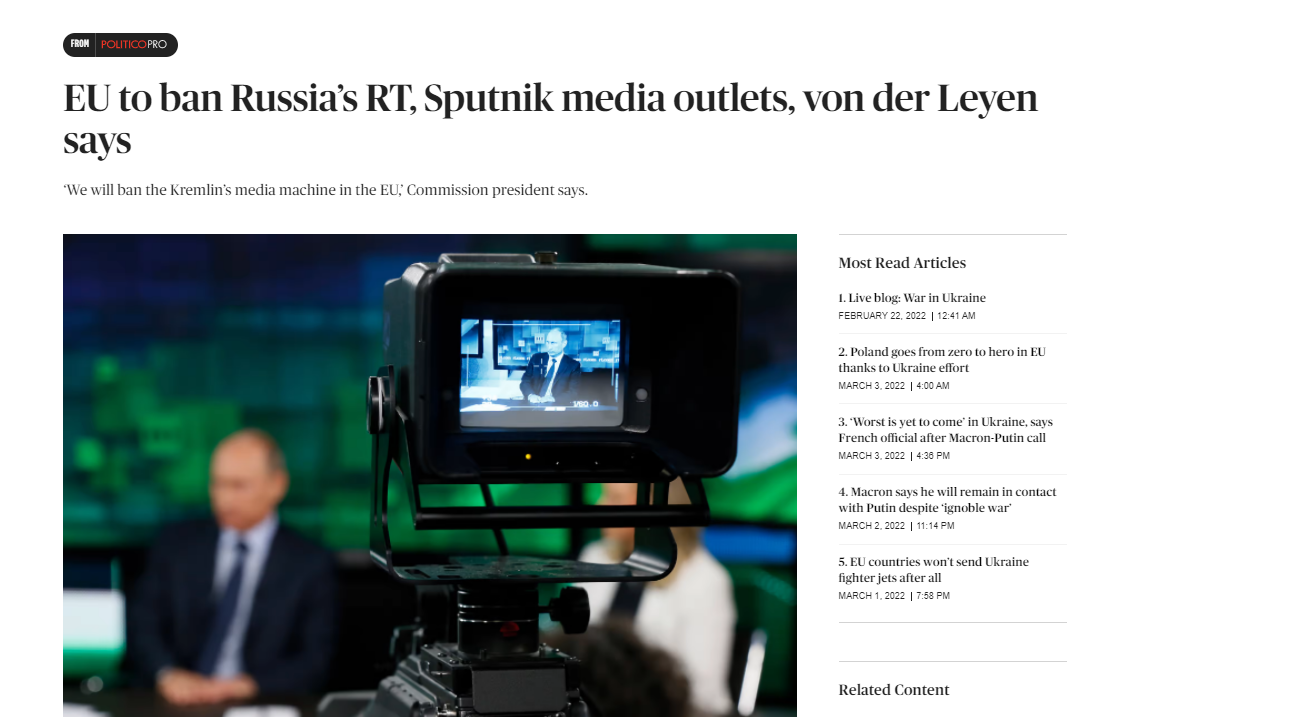 FROM POLITICOPRO
EU to ban Russia’s RT, Sputnik media outlets, von der Leyen
says
‘We will ban the Kremlin’s media machine in the EU,’ Commission president says.
1/60.0
Most Read Articles
1. Live blog: War in Ukraine
FEBRUARY 22, 2022 | 12:41 AM
2. Poland goes from zero to hero in EU
thanks to Ukraine effort
MARCH 3, 2022 | 4:00 AM
3. ‘Worst is yet to come’ in Ukraine, says
French official after Macron-Putin call
MARCH 3, 2022 | 4:36 PM
4. Macron says he will remain in contact
with Putin despite ‘ignoble war’
MARCH 2, 2022 | 11:14 PM
5. EU countries won’t send Ukraine
fighter jets after all
MARCH 1, 2022 | 7:58 PM
Related Content